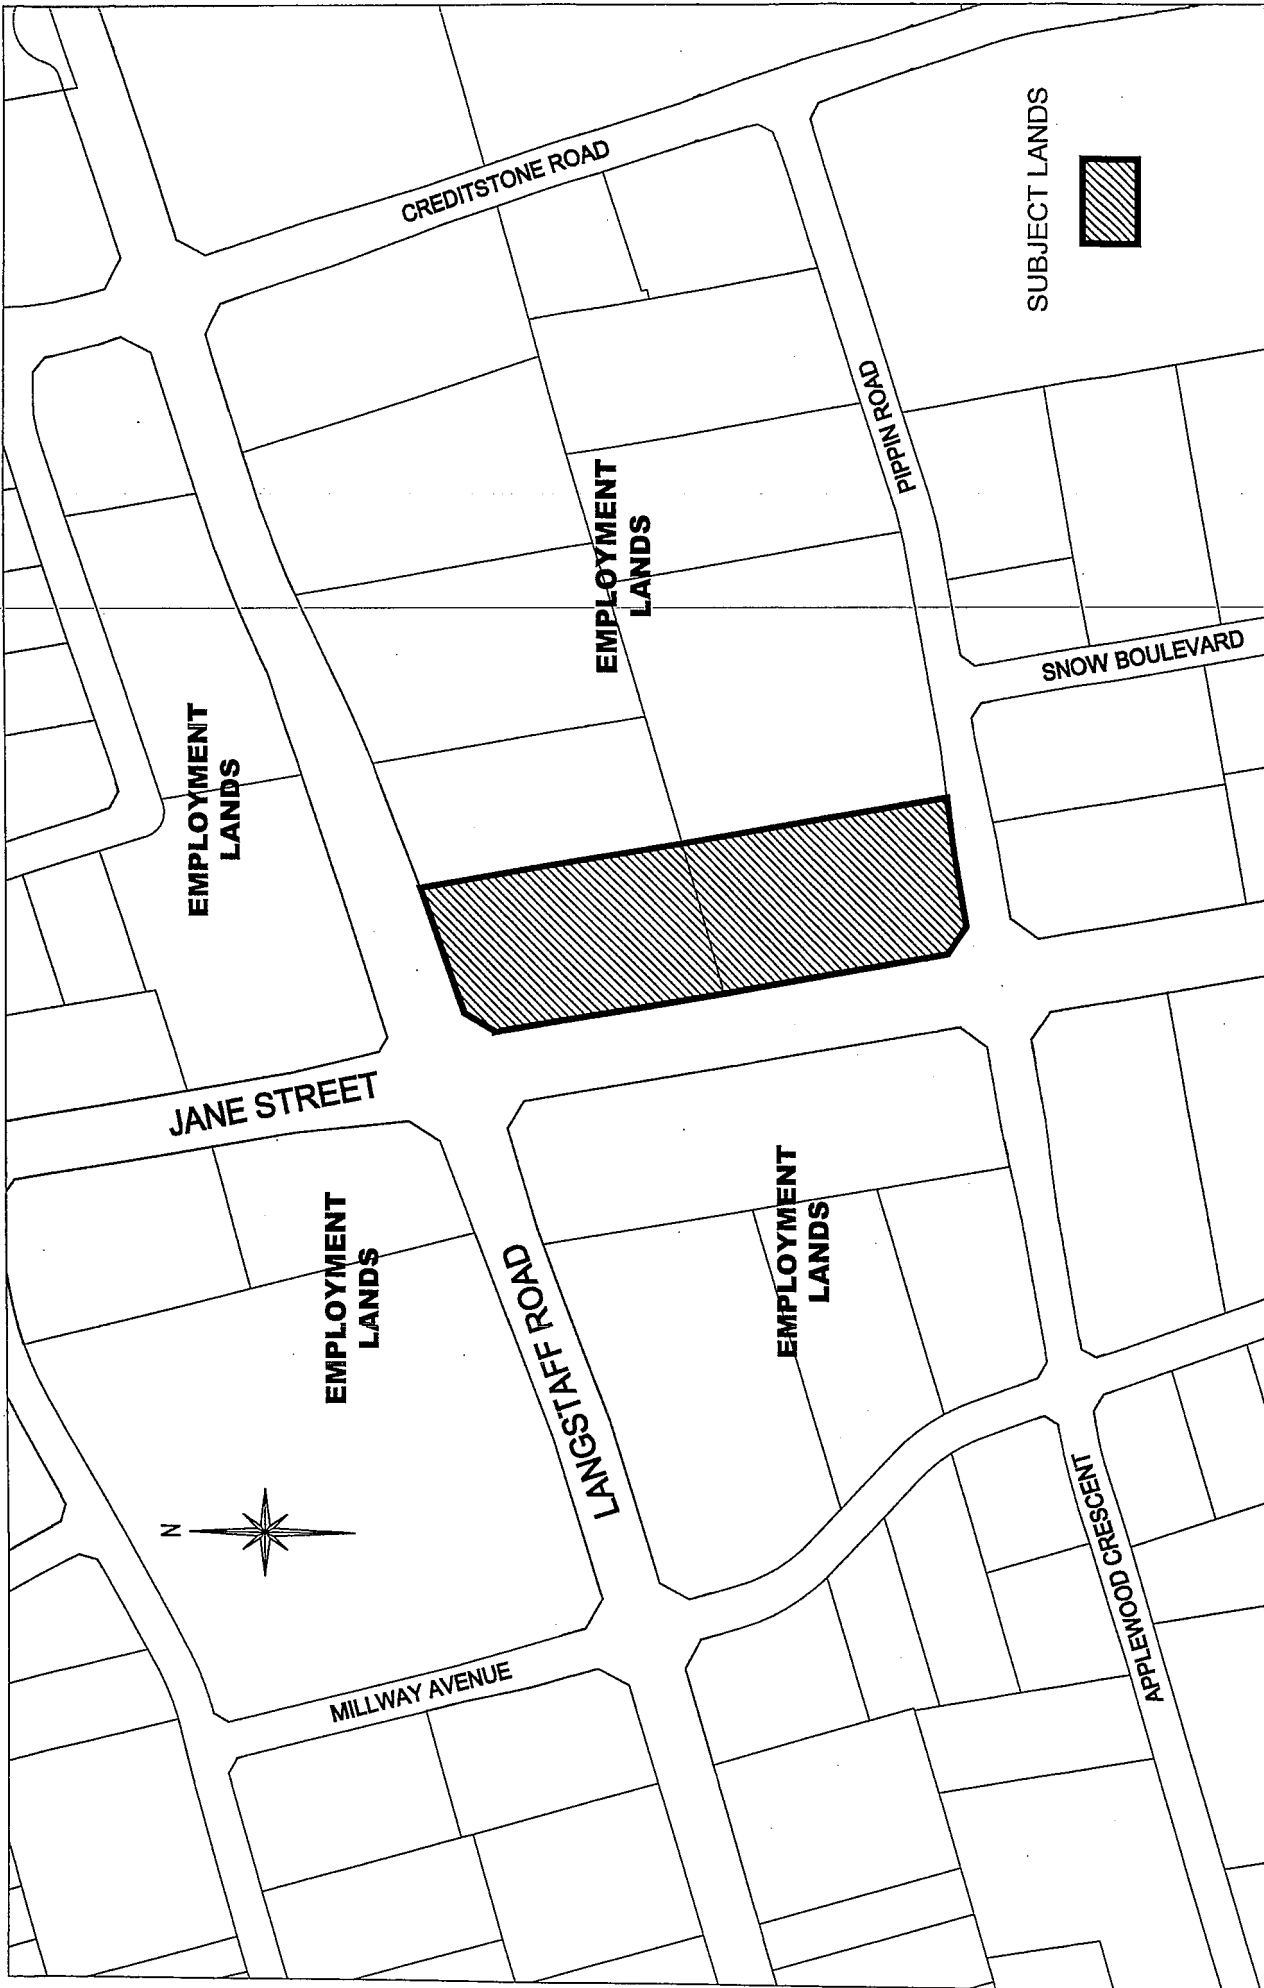 CREDITSTONE ROAD
SUBJECT LANDS
PIPPIN ROAD
EMPLOYMENT
LANDS
SNOW BOULEVARD
EMPLOYMENT
LANDS
JANE STREET
EMPLOYMENT
LANDS
EMPLOYMENT
LANDS
LANGSTAFF ROAD
N
MILLWAY AVENUE
APPLEWOOD CRESCENT